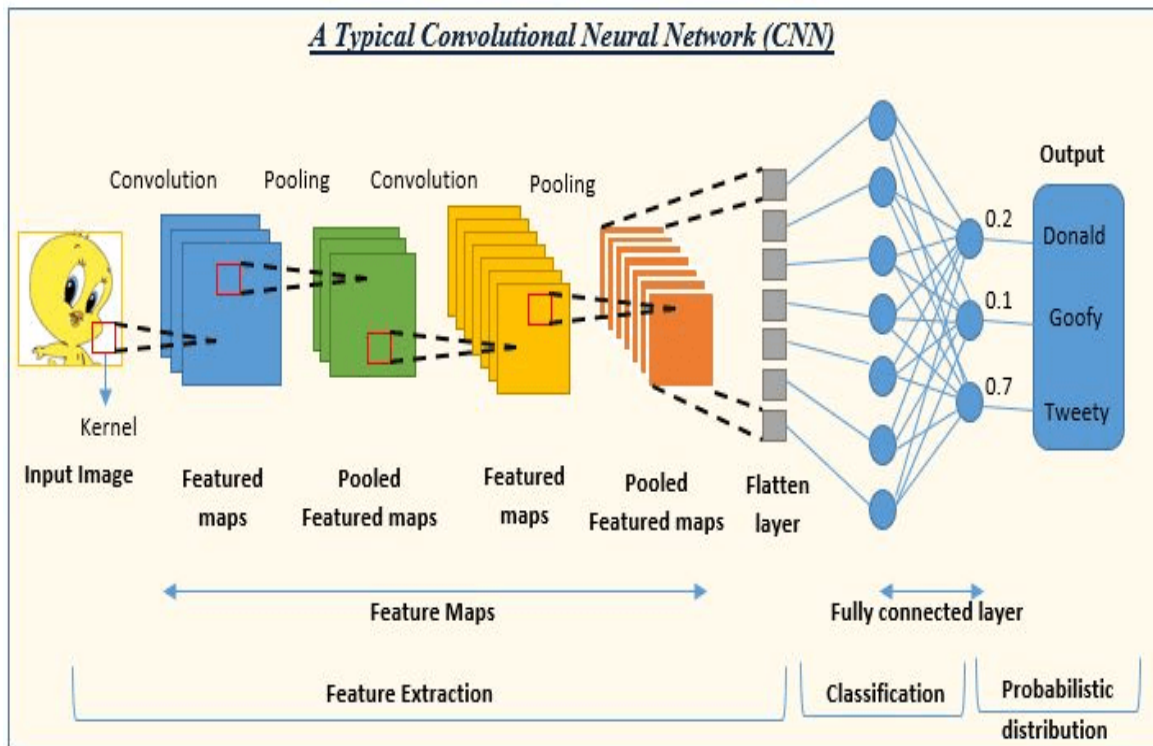 A Typical Convolutional Neural Network (CNN)
Convolution
Pooling
Convolution
Pooling
Output
0.2
Donald
0.1
Goofy
0.7
Tweety
Kernel
Input Image
Featured
maps
Pooled
Featured maps
Featured
maps
Pooled
Featured maps
Flatten
layer
Feature Maps
Fully connected layer
Feature Extraction
Classification
Probabilistic
distribution